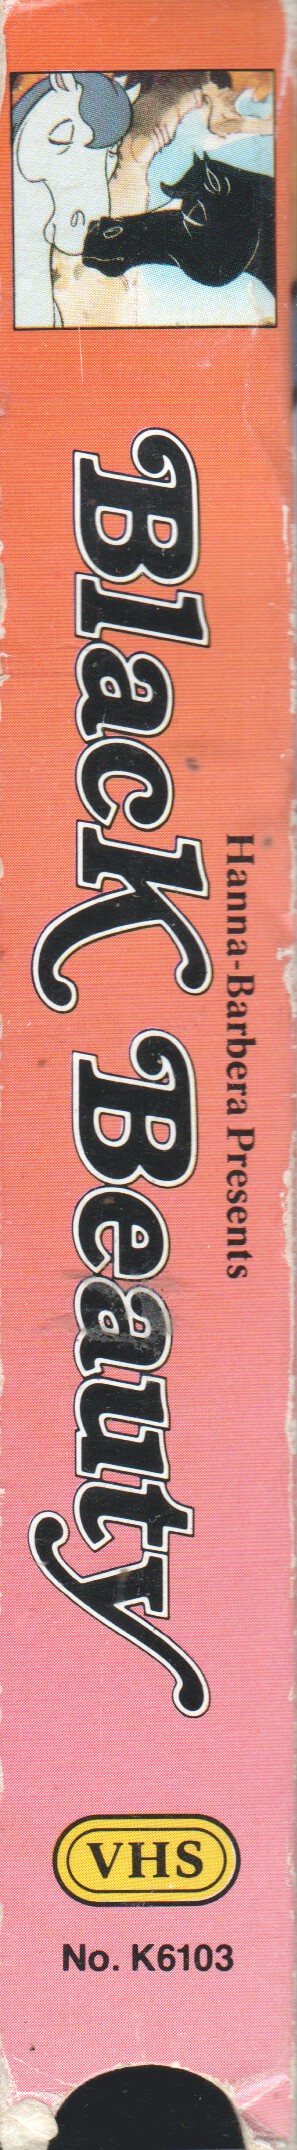 Hanna-Barbera Presents
Black Beauty
VHS
No. K6103